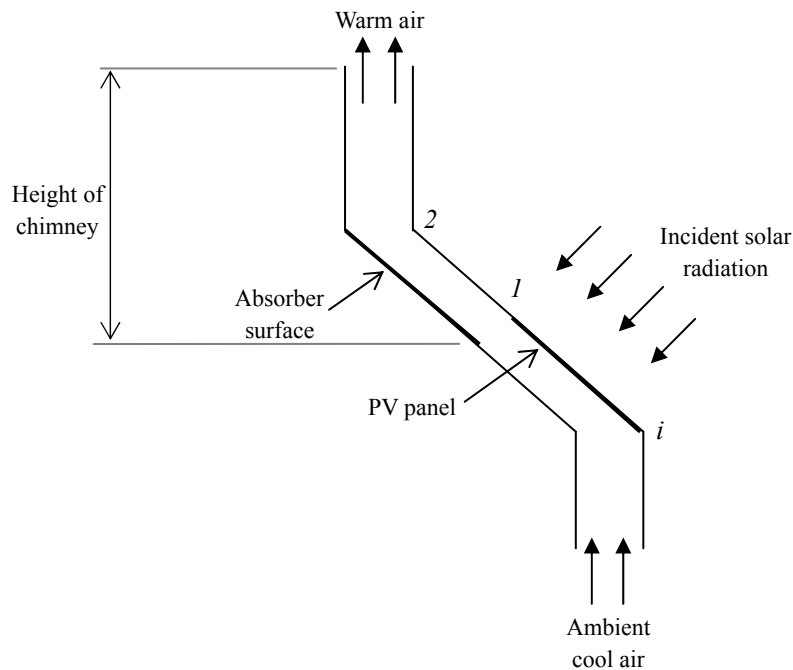 Warm air
Height of
chimney
2
Incident solar
radiation
1
Absorber
surface
PV panel
i
Ambient
cool air